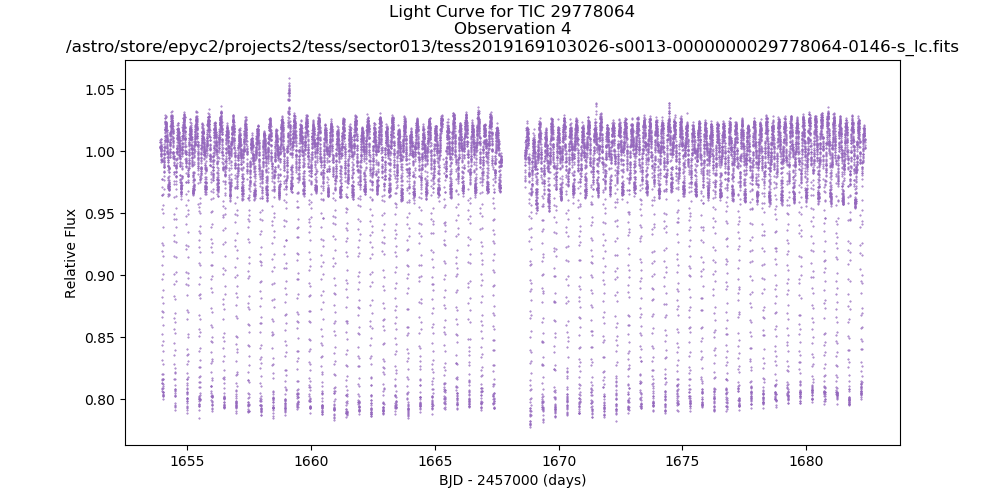 Light Curve for TIC 29778064
Observation 4
/astro/store/epyc2/projects2/tess/sector013/tess2019169103026-s0013-0000000029778064-0146-s_lc.fits
1.05
1.00
0.95
0.90
0.85
0.80
Relative Flux
1655
1660
1665
1670
1675
1680
BJD - 2457000 (days)